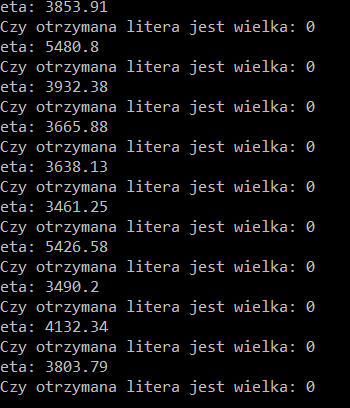 eta: 3853.91
Czy otrzymana litera jest wielka: 0
eta: 5480.8
Czy otrzymana litera jest wielka: 0
eta: 3932.38
Czy otrzymana litera jest wielka: 0
eta: 3665.88
Czy otrzymana litera jest wielka: 0
eta: 3638.13
Czy otrzymana litera jest wielka: 0
eta: 3461.25
Czy otrzymana litera jest wielka: 0
eta: 5426.58
Czy otrzymana litera jest wielka: 0
eta: 3490.2
Czy otrzymana litera jest wielka: 0
eta: 4132.34
Czy otrzymana litera jest wielka: 0
eta: 3803.79
Czy otrzymana litera jest wielka: 0